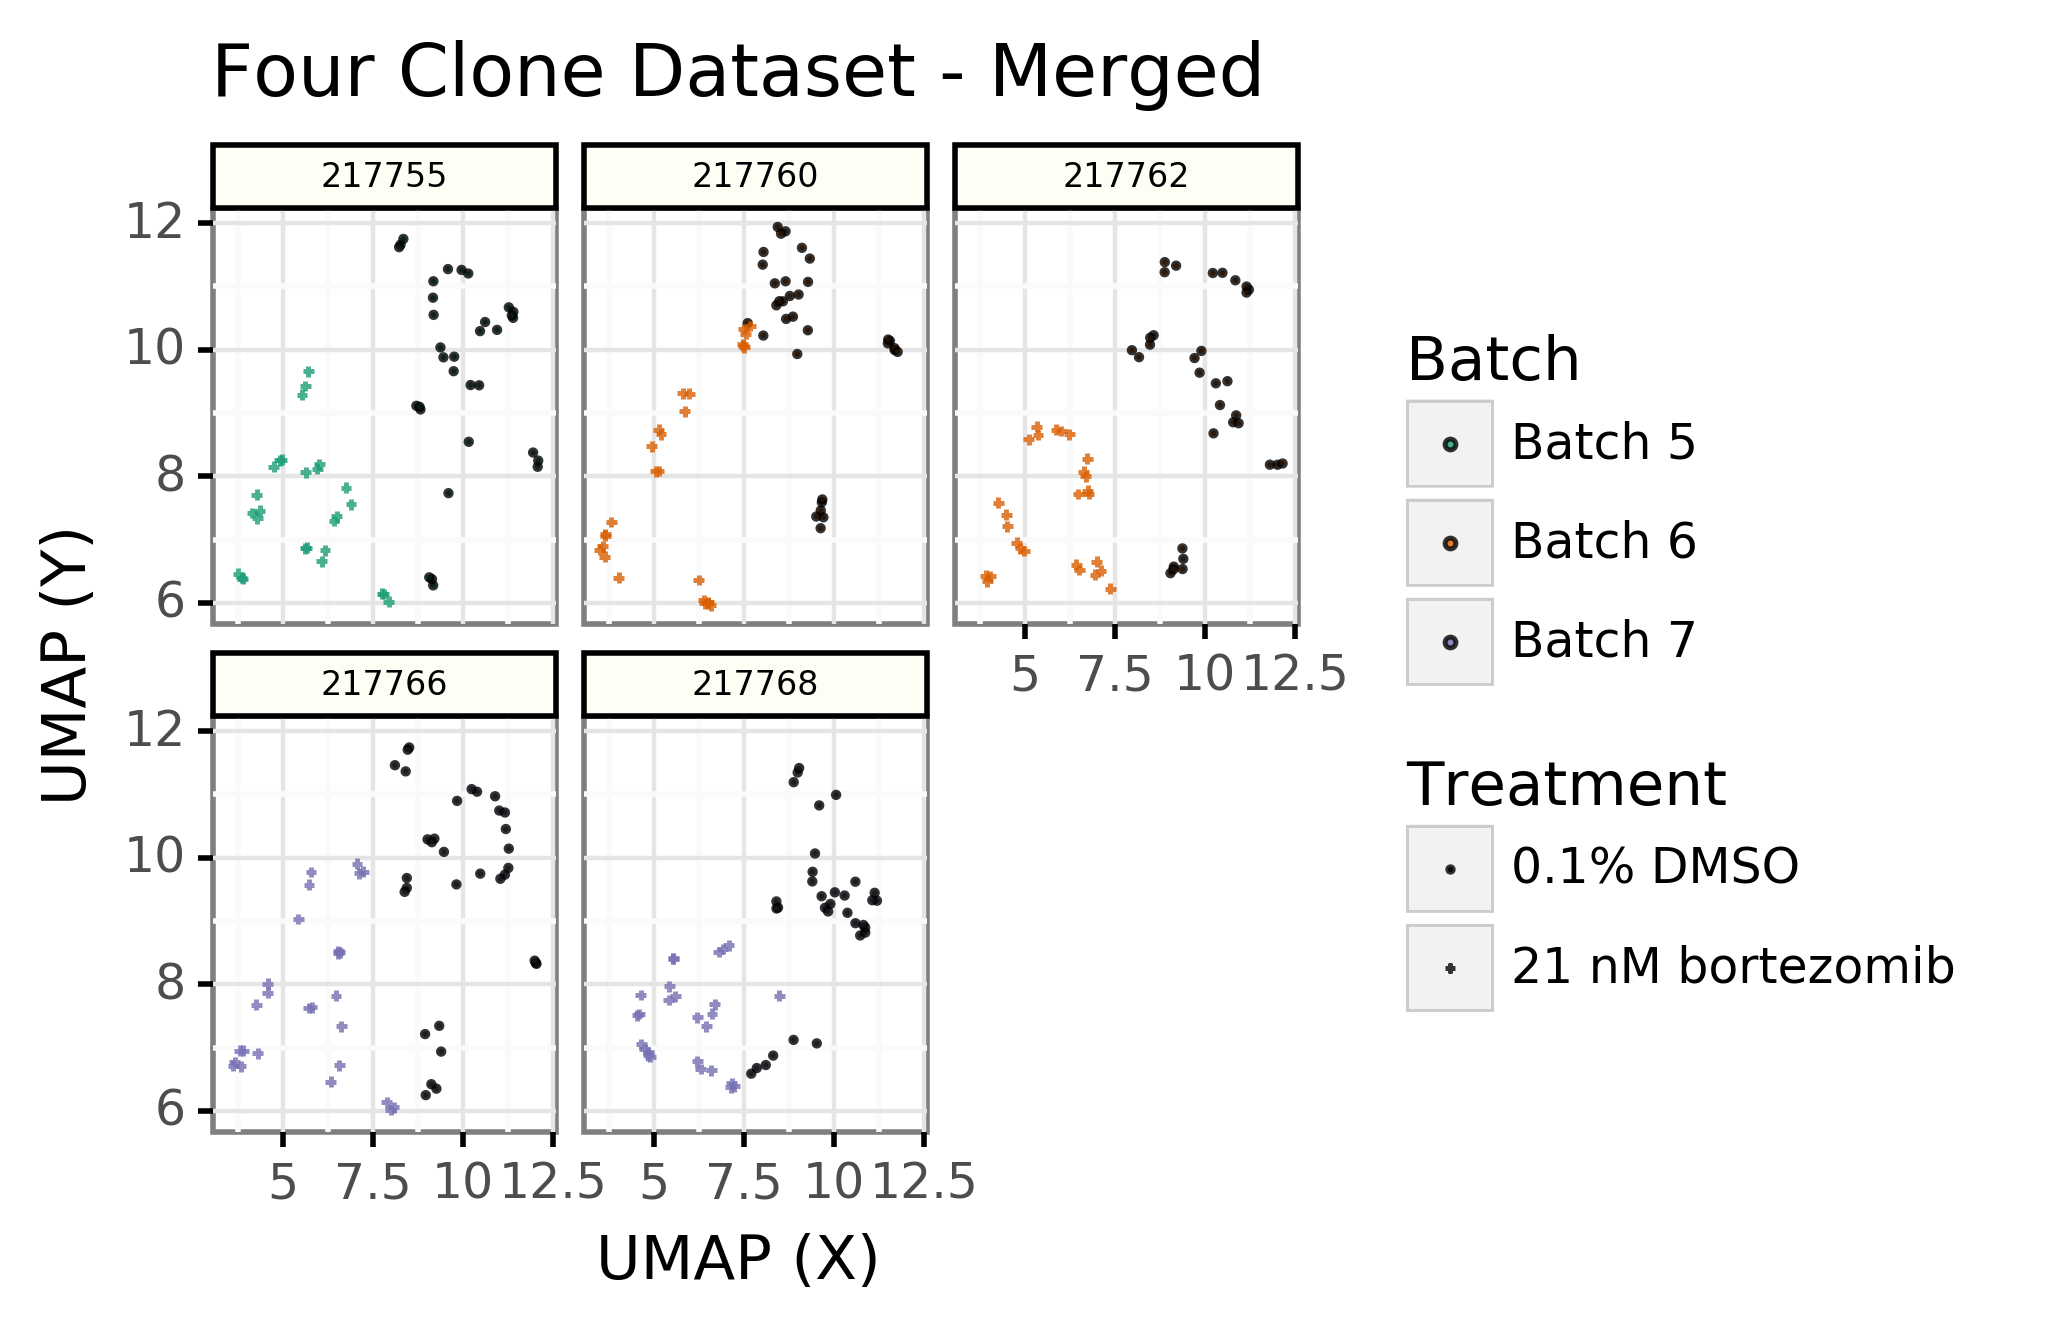 Four Clone Dataset - Merged
217755
217760
217762
12
10
8
6
5
7.5
10
12.5
217766
217768
12
10
8
6
5
7.5
10
12.5
5
7.5
10
12.5
UMAP (Y)
UMAP (X)
Batch
Batch 5
Batch 6
Batch 7
Treatment
0.1% DMSO
21 nM bortezomib